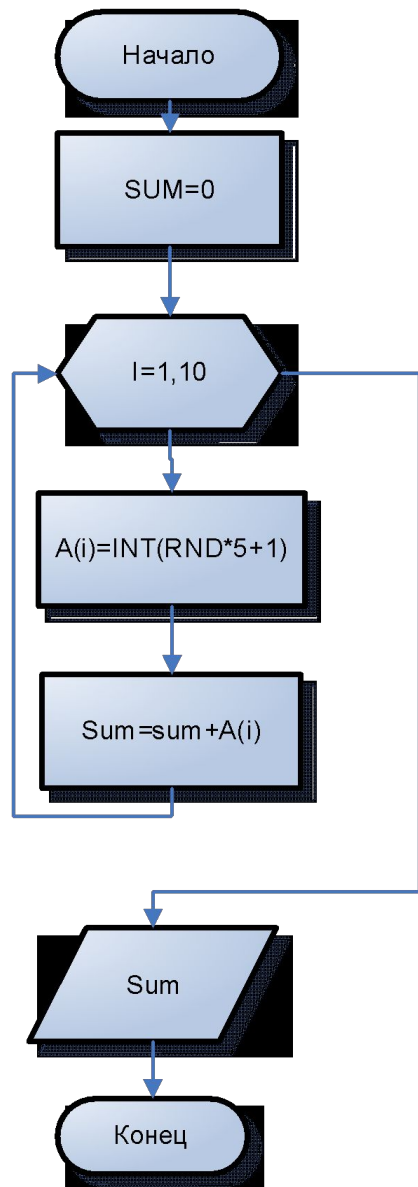 Начало
SUM=0
I=1,10
A(i)=INT(RND*5+1)
Sum=sum+A(i)
Sum
Конец